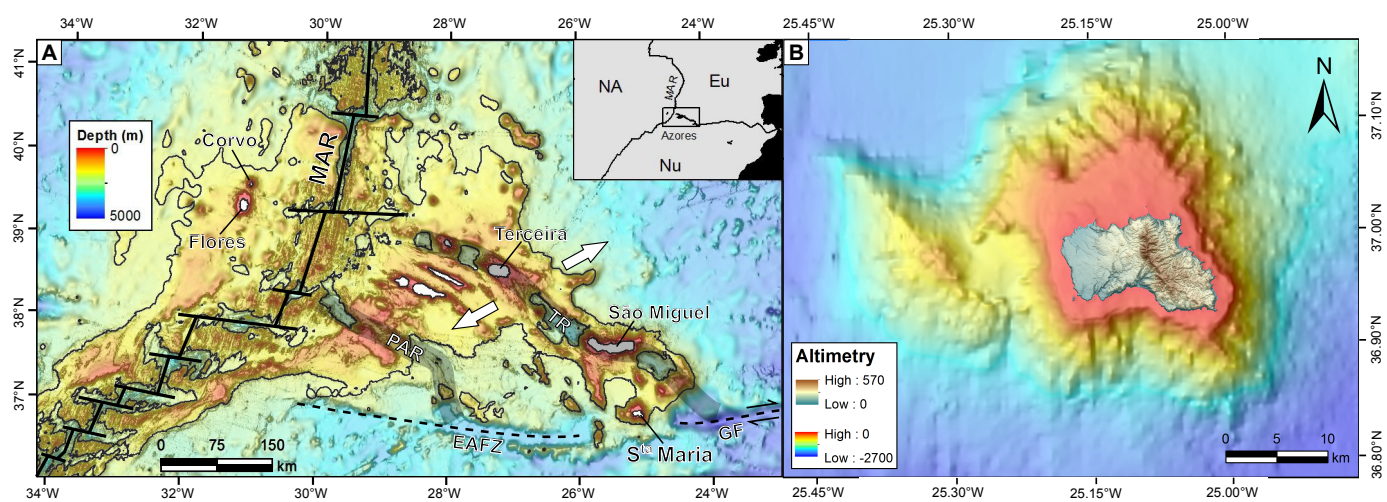 34°W 32°W 30°W 28°W 26°W 24°W
25.45°W 25.30°W 25.15°W 25.00°W
A
B
41°N
40°N
39°N
38°N
37°N
Depth (m)
0
5000
Corvo
Flores
MAR
NA
MAR
Eu
Azores
Nu
Terceira
São Miguel
TR
PAR
EAFZ
GF
Sta Maria
0 75 150
km
34°W 32°W 30°W 28°W 26°W 24°W
N
37.10°N
37.00°N
36.90°N
36.80°N
Altimetry
High : 570
Low : 0
High : 0
Low : -2700
0 5 10
km
25.45°W 25.30°W 25.15°W 25.00°W